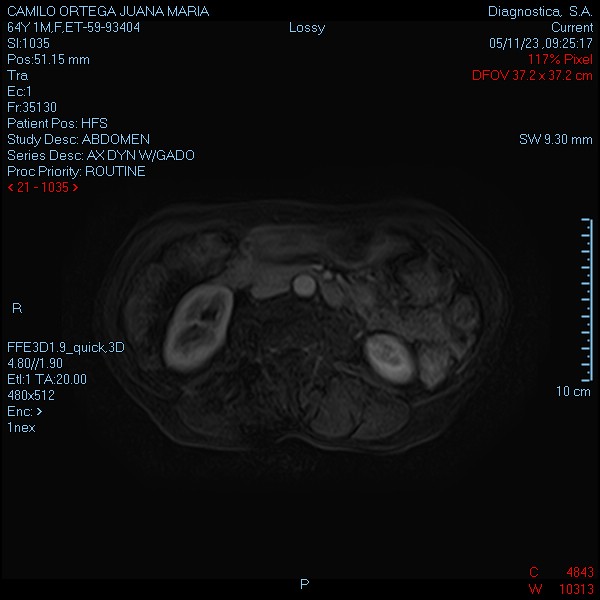 CAMILO ORTEGA JUANA MARIA
64Y 1M,F,ET-59-93404
SI:1035
Pos:51.15 mm
Tra
Ec:1
Fr:35130
Patient Pos: HFS
Study Desc: ABDOMEN
Series Desc: AX DYN W/GADO
Proc Priority: ROUTINE
< 21 - 1035 >
Lossy
Diagnostica, S.A.
Current
05/11/23 ,09:25:17
117% Pixel
DFOV 37.2 x 37.2 cm
SW 9.30 mm
R
FFE3D1.9_quick,3D
4.80//1.90
Etl:1 TA:20.00
480x512
Enc: >
1nex
10 cm
P
C 4843
W 10313